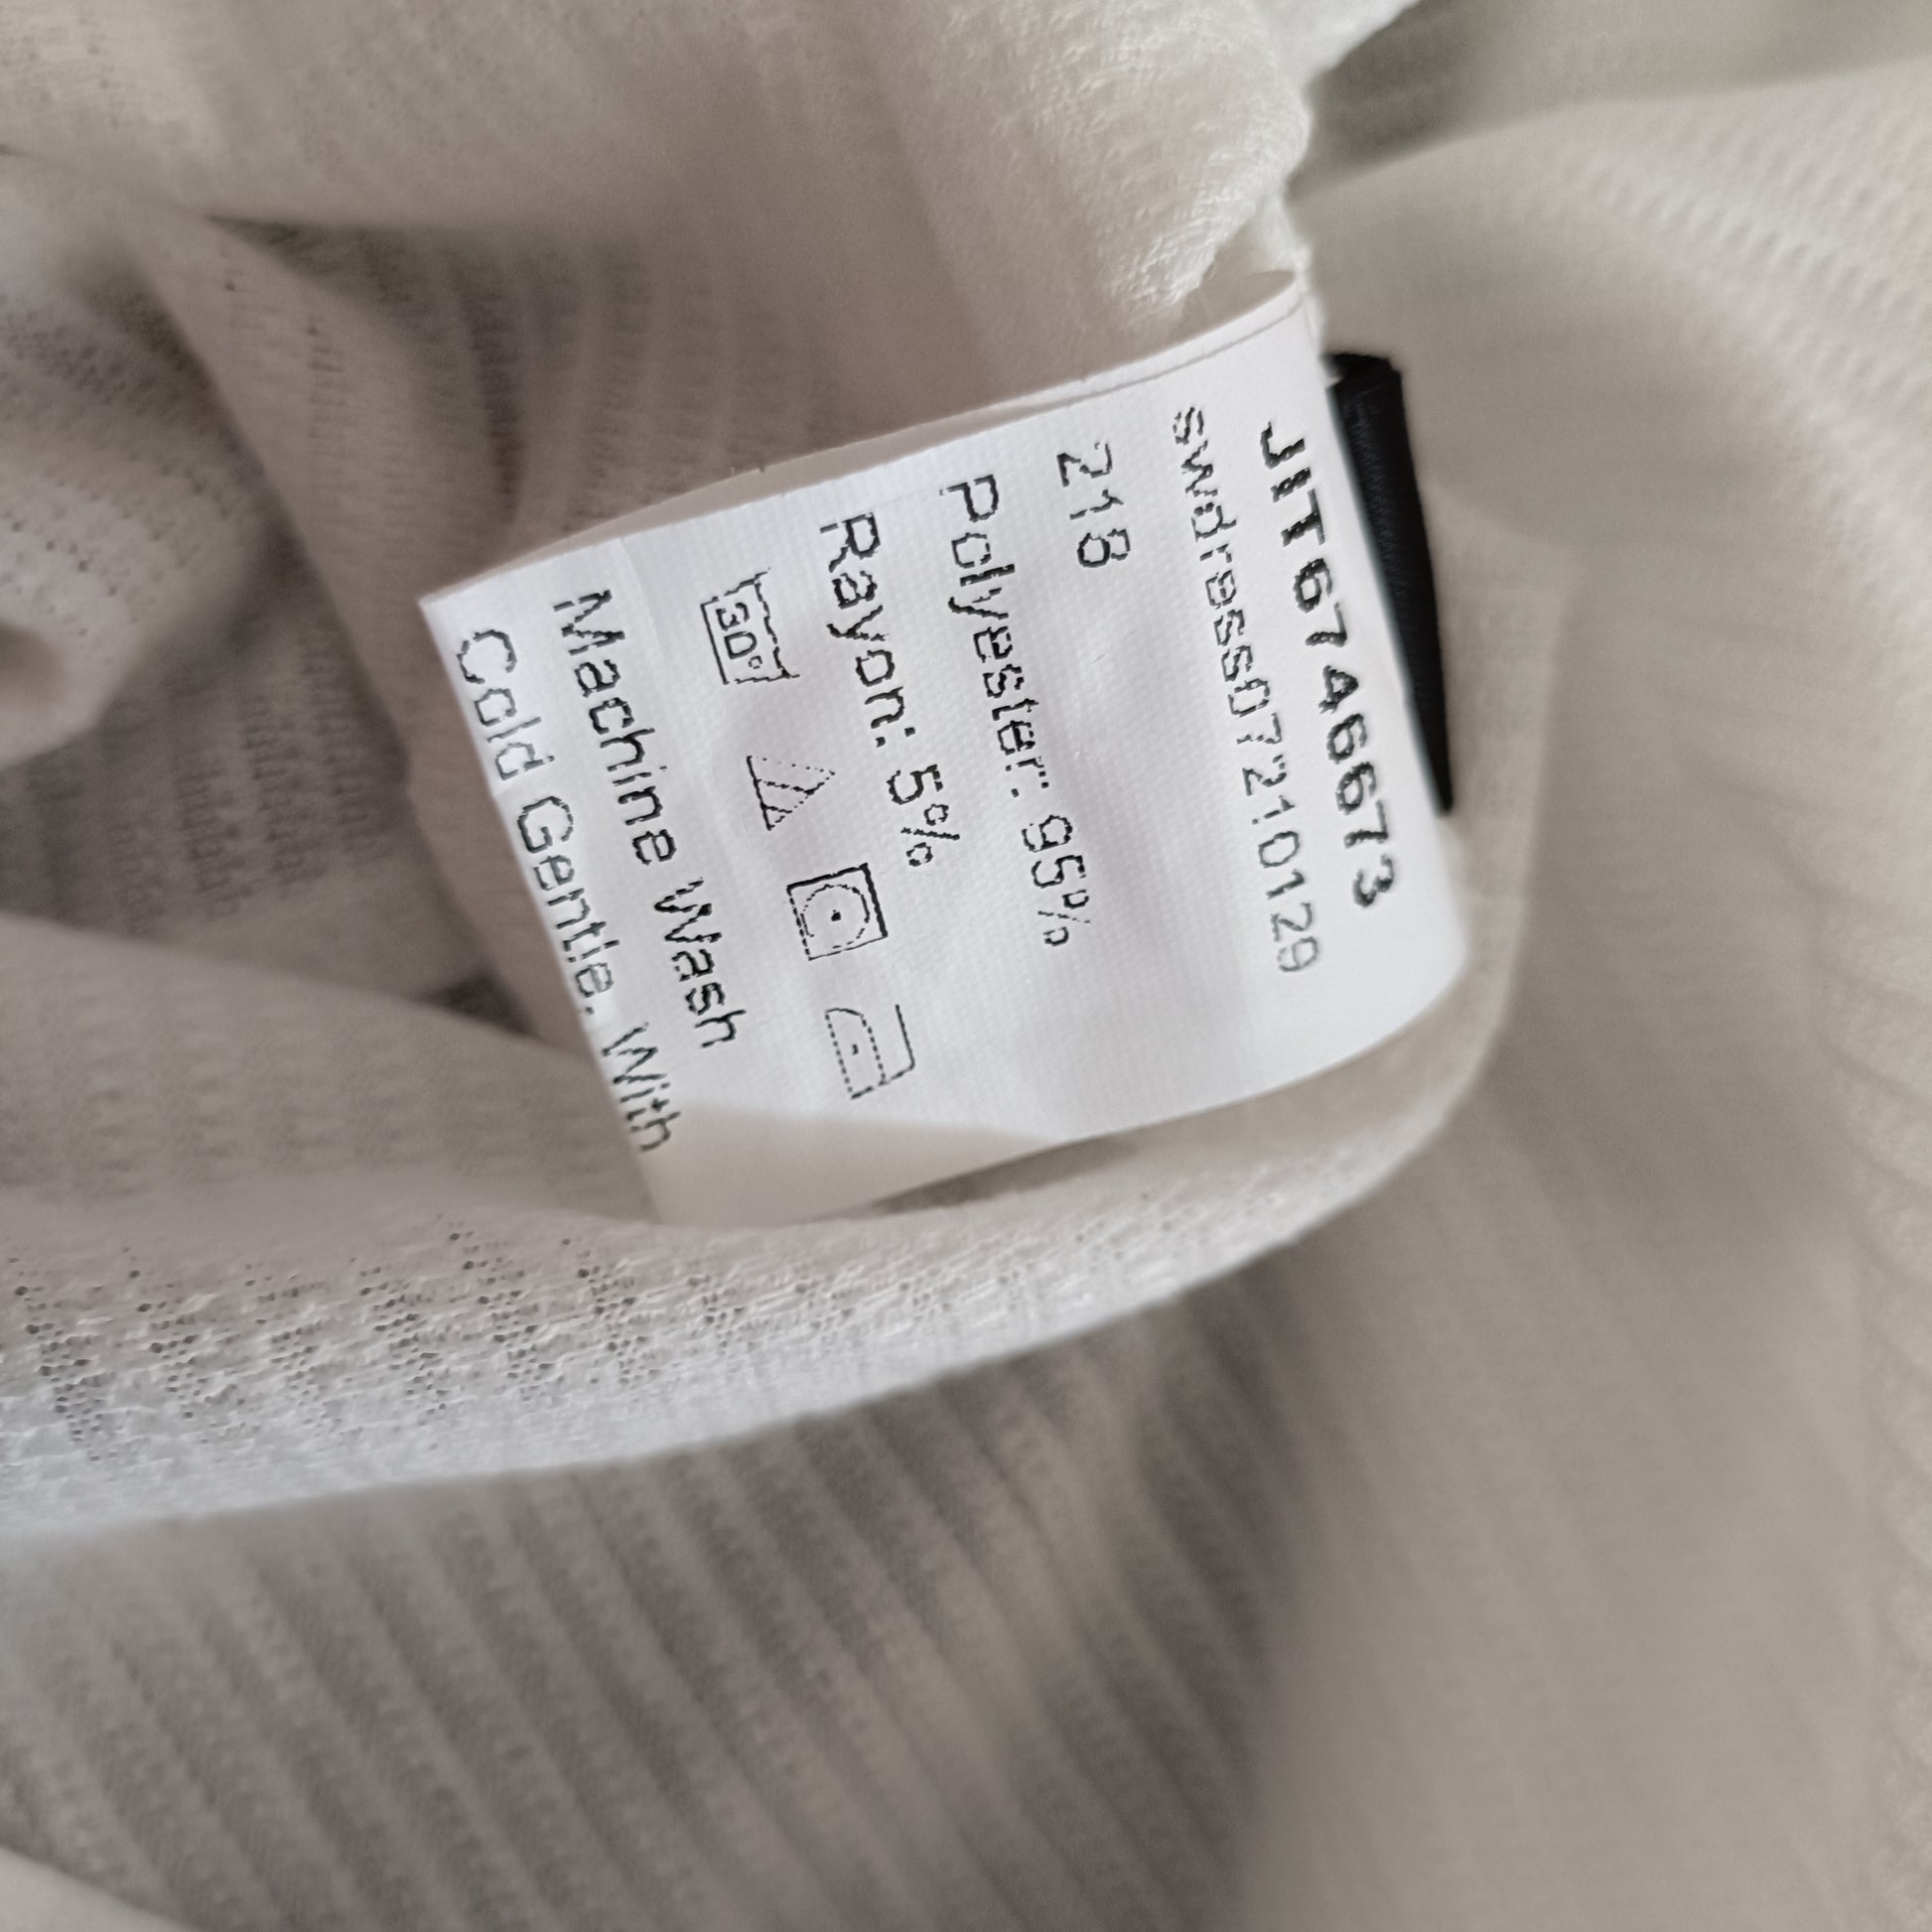 JIT6746673
swdress07210129
218
Polyester: 95%
Rayon: 5%
30°
Machine Wash
Cold Gentle, With